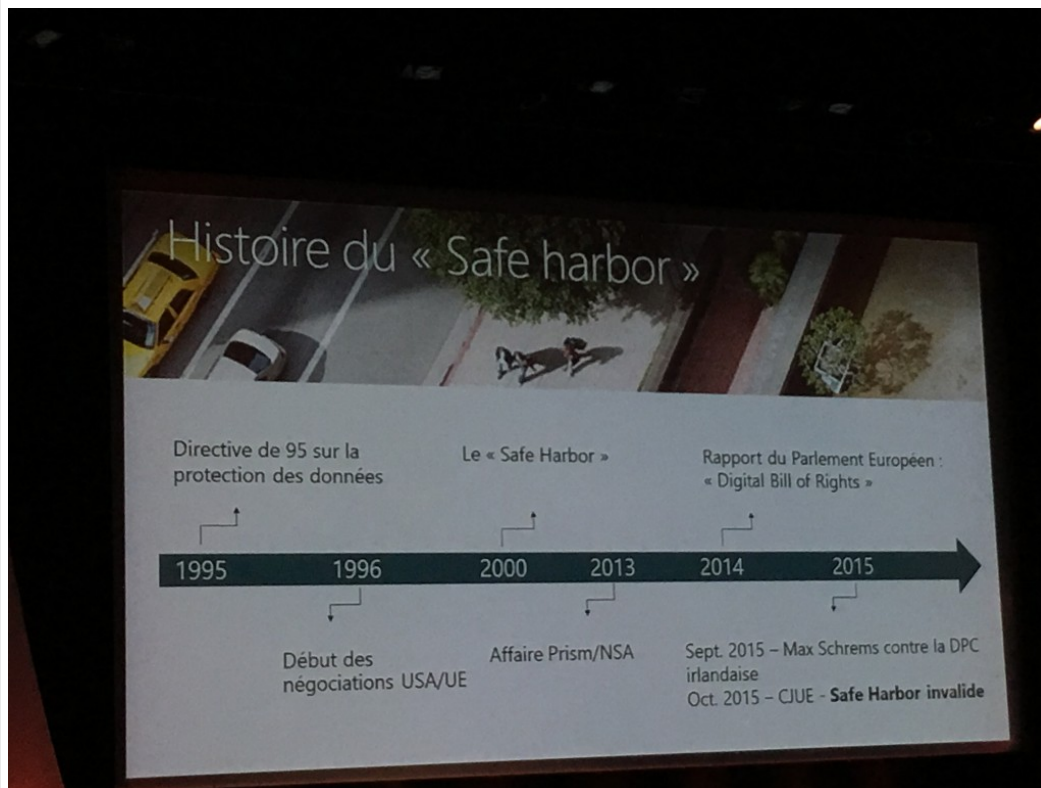 Histoire du « Safe harbor »
Directive de 95 sur la
protection des données
Le « Safe Harbor »
Rapport du Parlement Européen :
« Digital Bill of Rights »
1995 1996 2000 2013 2014 2015
Début des
négociations USA/UE
Affaire Prism/NSA
Sept. 2015 – Max Schrems contre la DPC
irlandaise
Oct. 2015 – CJUE - Safe Harbor invalide